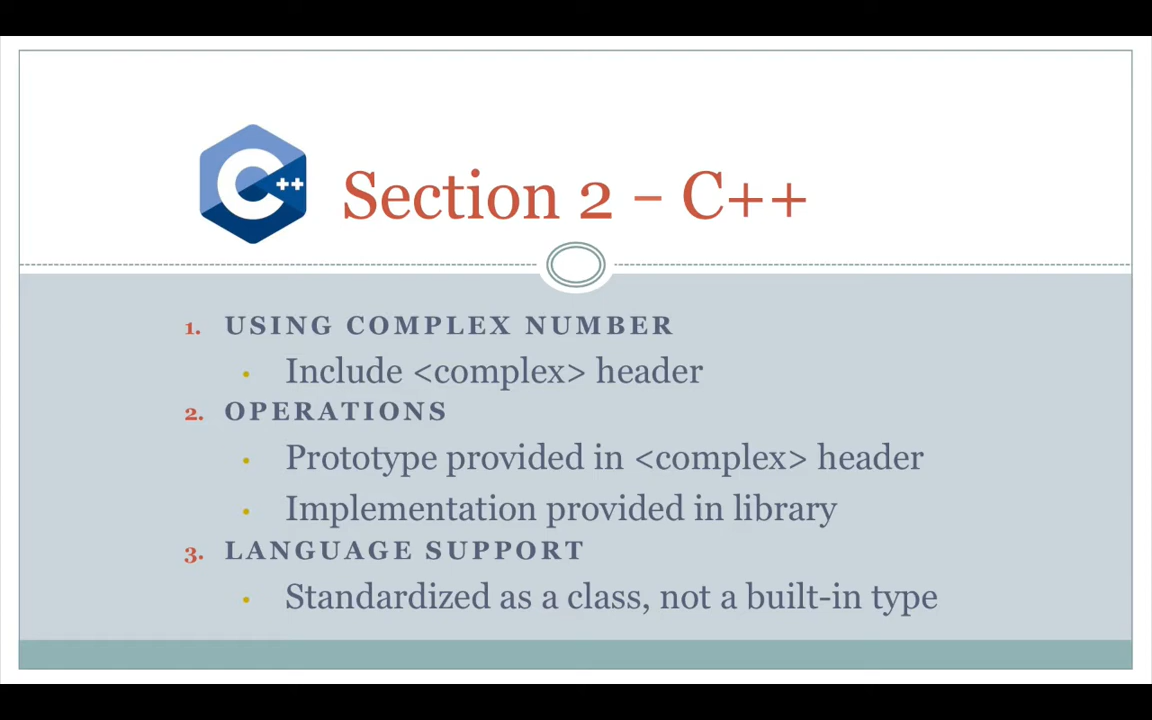 C++
Section 2 – C++
1. USING COMPLEX NUMBER
• Include <complex> header
2. OPERATIONS
• Prototype provided in <complex> header
• Implementation provided in library
3. LANGUAGE SUPPORT
• Standardized as a class, not a built-in type